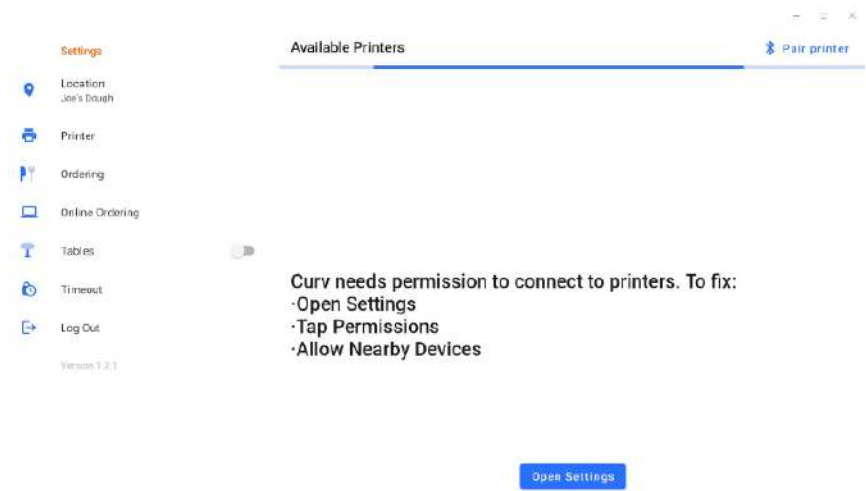 Settings
Location
Joe's Dough
Printer
Ordering
Online Ordering
Tables
Timeout
Log Out
Version 1.2.1
Available Printers
Pair printer
Curv needs permission to connect to printers. To fix:
·Open Settings
·Tap Permissions
·Allow Nearby Devices
Open Settings